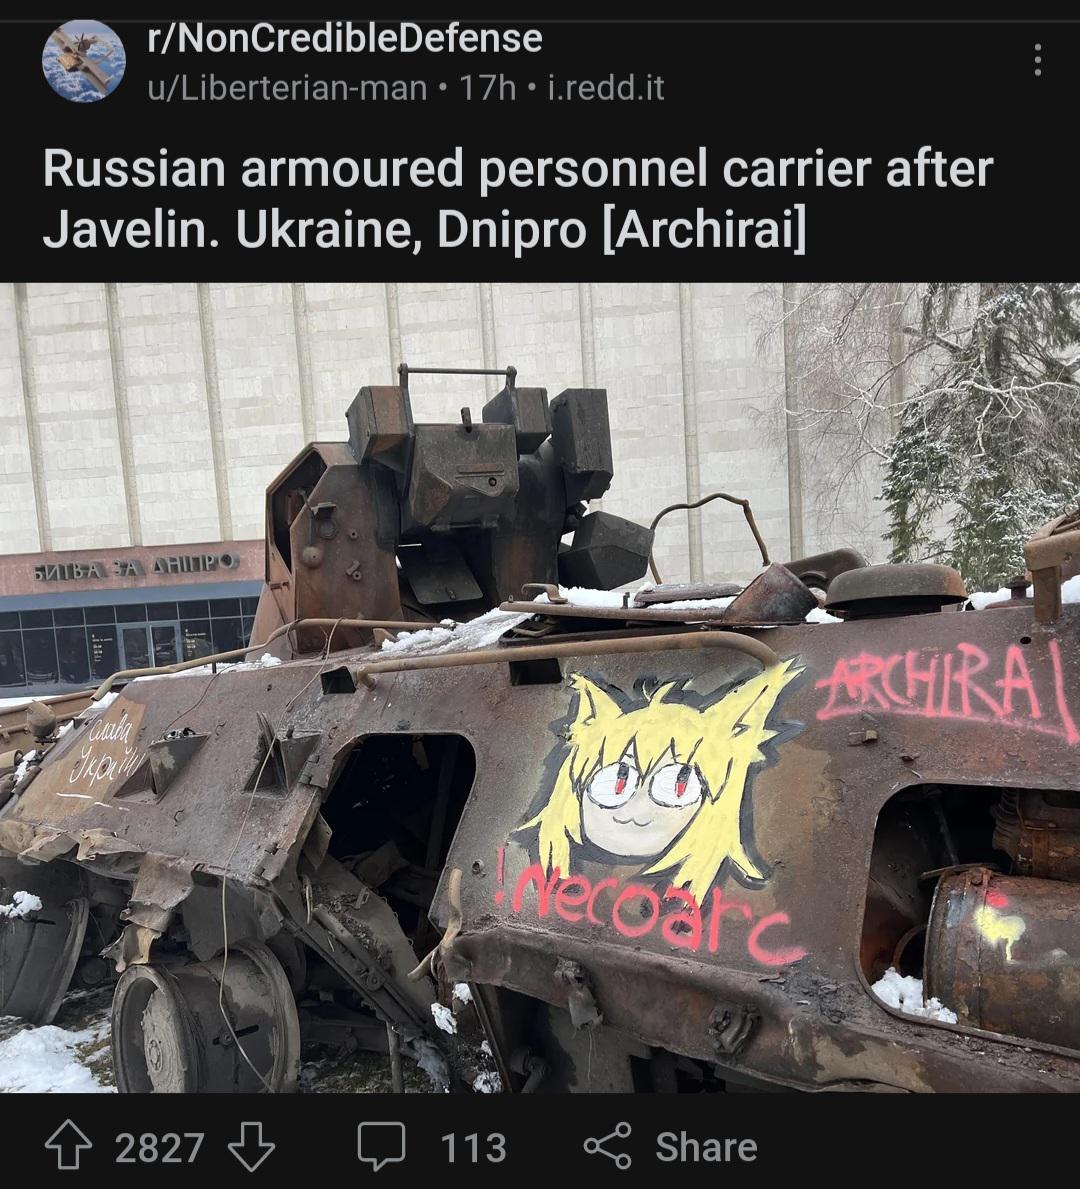 r/NonCredibleDefense
u/Liberterian-man • 17h • i.redd.it
Russian armoured personnel carrier after
Javelin. Ukraine, Dnipro [Archirai]
БИТВА ЗА ДНІПРО
ARCHIRAI
Слава
Україні
!Necoarc
2827
113
Share